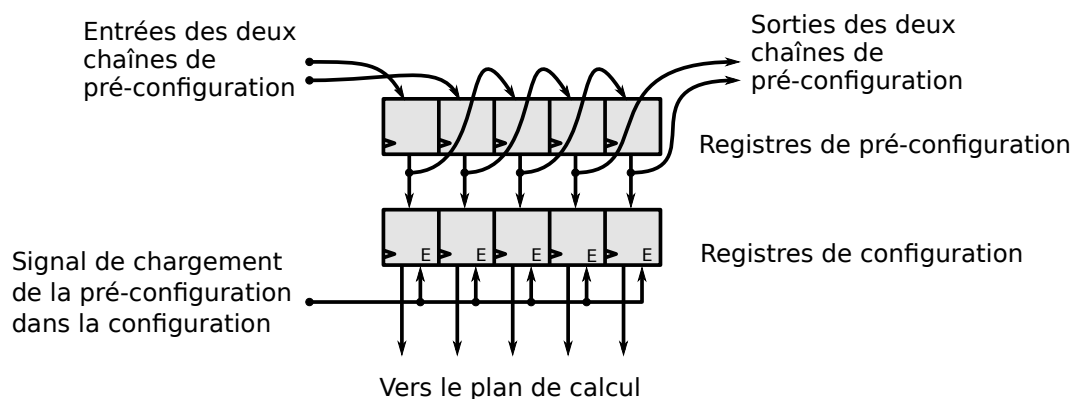 Entrées des deux
chaînes de
pré-configuration
Sorties des deux
chaînes de
pré-configuration
Registres de pré-configuration
E E E E E
Registres de configuration
Signal de chargement
de la pré-configuration
dans la configuration
Vers le plan de calcul